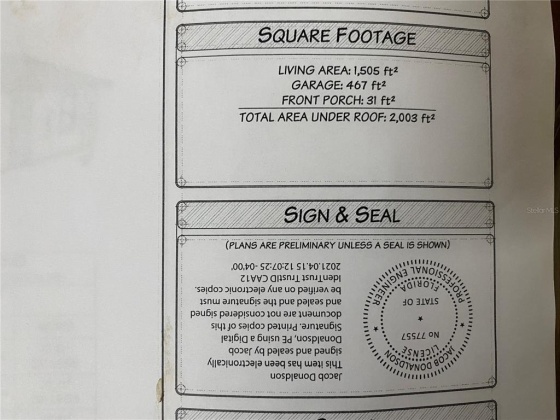 SQUARE FOOTAGE
LIVING AREA: 1,505 ft²
GARAGE: 467 ft²
FRONT PORCH: 31 ft²
TOTAL AREA UNDER ROOF: 2,003 ft²
SIGN & SEAL
(PLANS ARE PRELIMINARY UNLESS A SEAL IS SHOWN)
Jacob Donaldson
This item has been electronically
signed and sealed by Jacob
Donaldson, PE using a Digital
Signature. Printed copies of this
document are not considered signed
and sealed and the signature must
be verified on any electronic copies.
IdenTrust TrustID CAA12
2021.04.15 12:07:25 -04'00'
JACOB DONALDSON
LICENSE
No 77557
STATE OF
FLORIDA
PROFESSIONAL ENGINEER
Stellar MLS